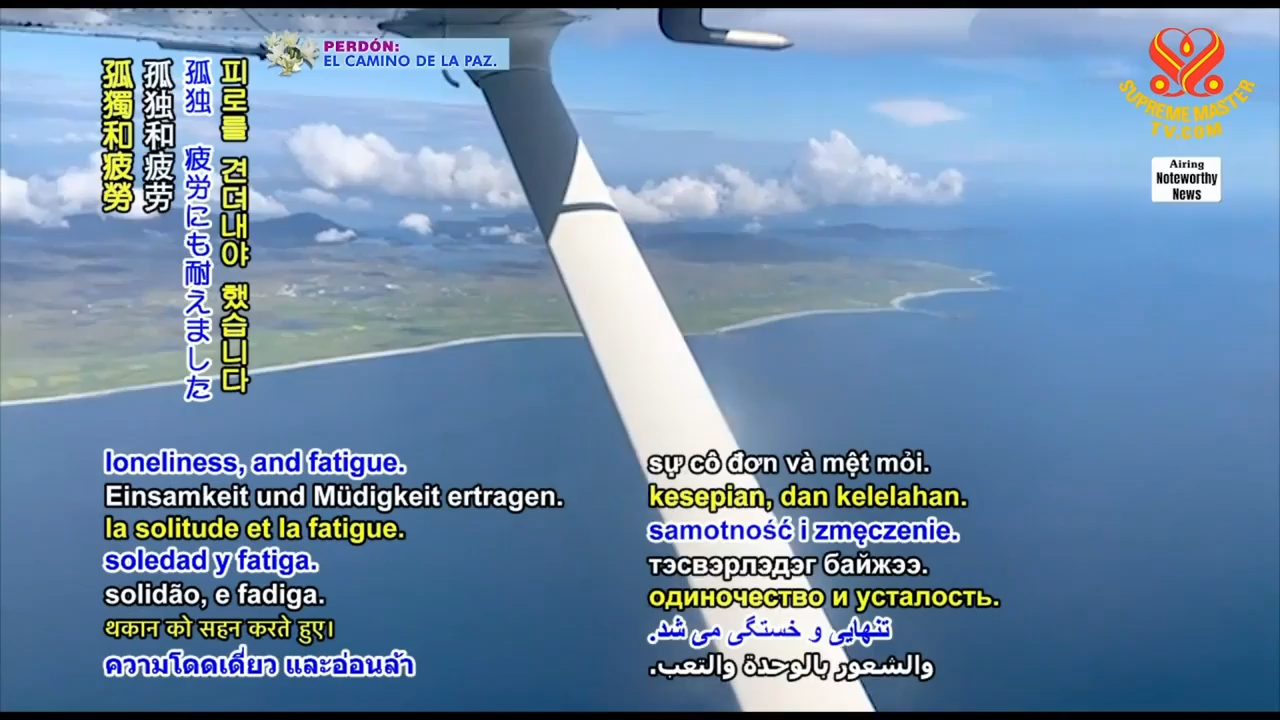 PERDÓN:
EL CAMINO DE LA PAZ.
SUPREME MASTER
TV.COM
Airing
Noteworthy
News
피로를 견뎌내야 했습니다
孤独 疲労にも耐えました
孤独和疲劳
孤獨和疲勞
loneliness, and fatigue.
Einsamkeit und Müdigkeit ertragen.
la solitude et la fatigue.
soledad y fatiga.
solidão, e fadiga.
थकान को सहन करते हुए।
ความโดดเดี่ยว และอ่อนล้า
sự cô đơn và mệt mỏi.
kesepian, dan kelelahan.
samotność i zmęczenie.
тэсвэрлэдэг байжээ.
одиночество и усталость.
تنهایی و خستگی می شد.
والشعور بالوحدة والتعب.